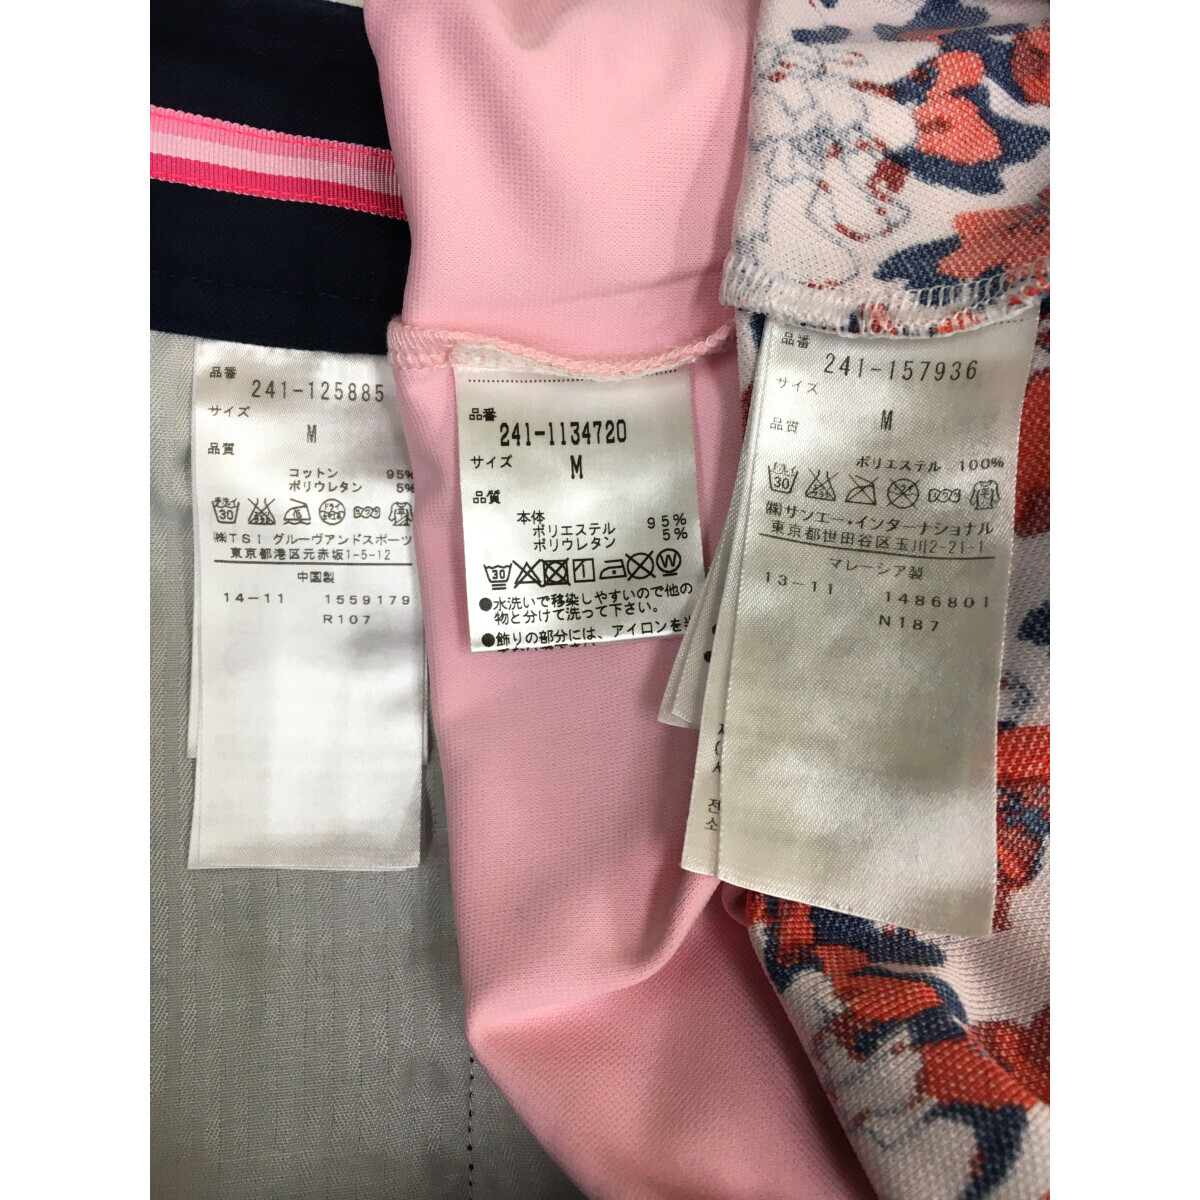 品番
241-125885
サイズ
M
品質
コットン 95%
ポリウレタン 5%
㈱TSI グルーヴアンドスポーツ
東京都港区元赤坂1-5-12
中国製
14-11 1559179
R107
品番
241-1134720
サイズ
M
品質
本体
ポリエステル 95%
ポリウレタン 5%
●水洗いで移染しやすいので他の
物と分けて洗って下さい。
●飾りの部分には、アイロンを
品番
241-157936
サイズ
M
品質
ポリエステル 100%
㈱サンエー・インターナショナル
東京都世田谷区玉川2-21-1
マレーシア製
13-11 1486801
N187
전
소